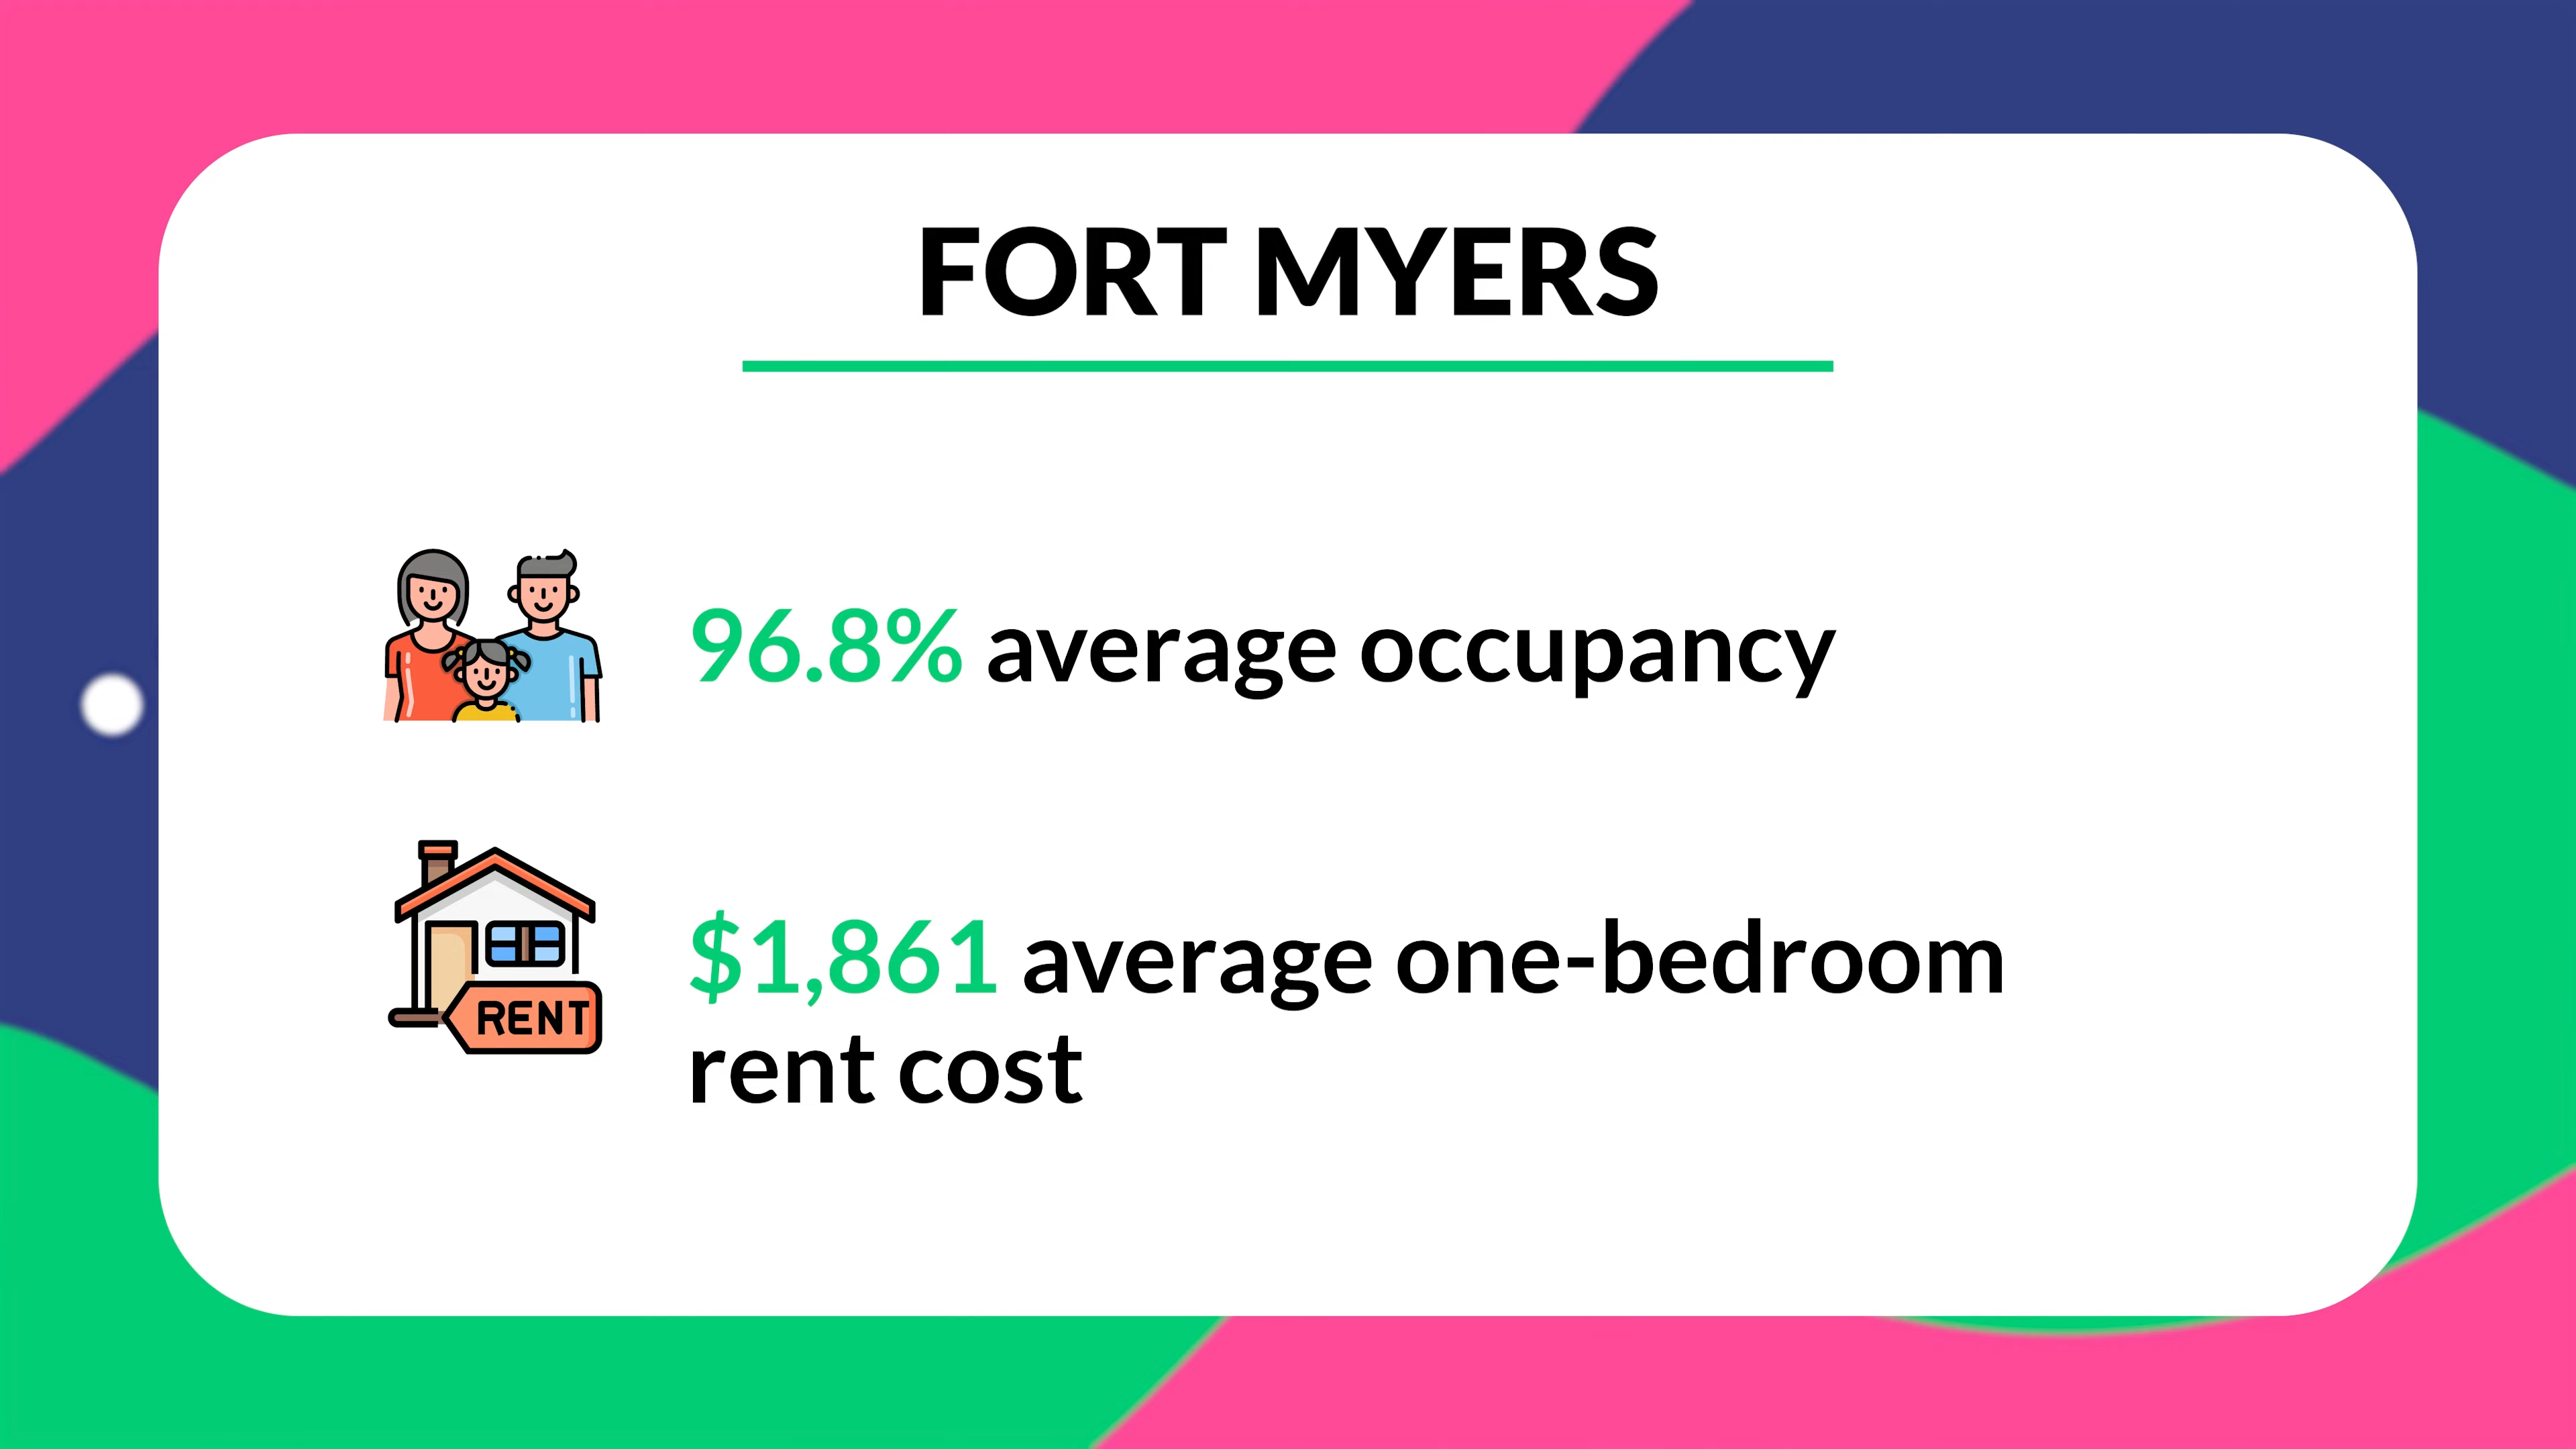 FORT MYERS
96.8% average occupancy
$1,861 average one-bedroom
rent cost
RENT